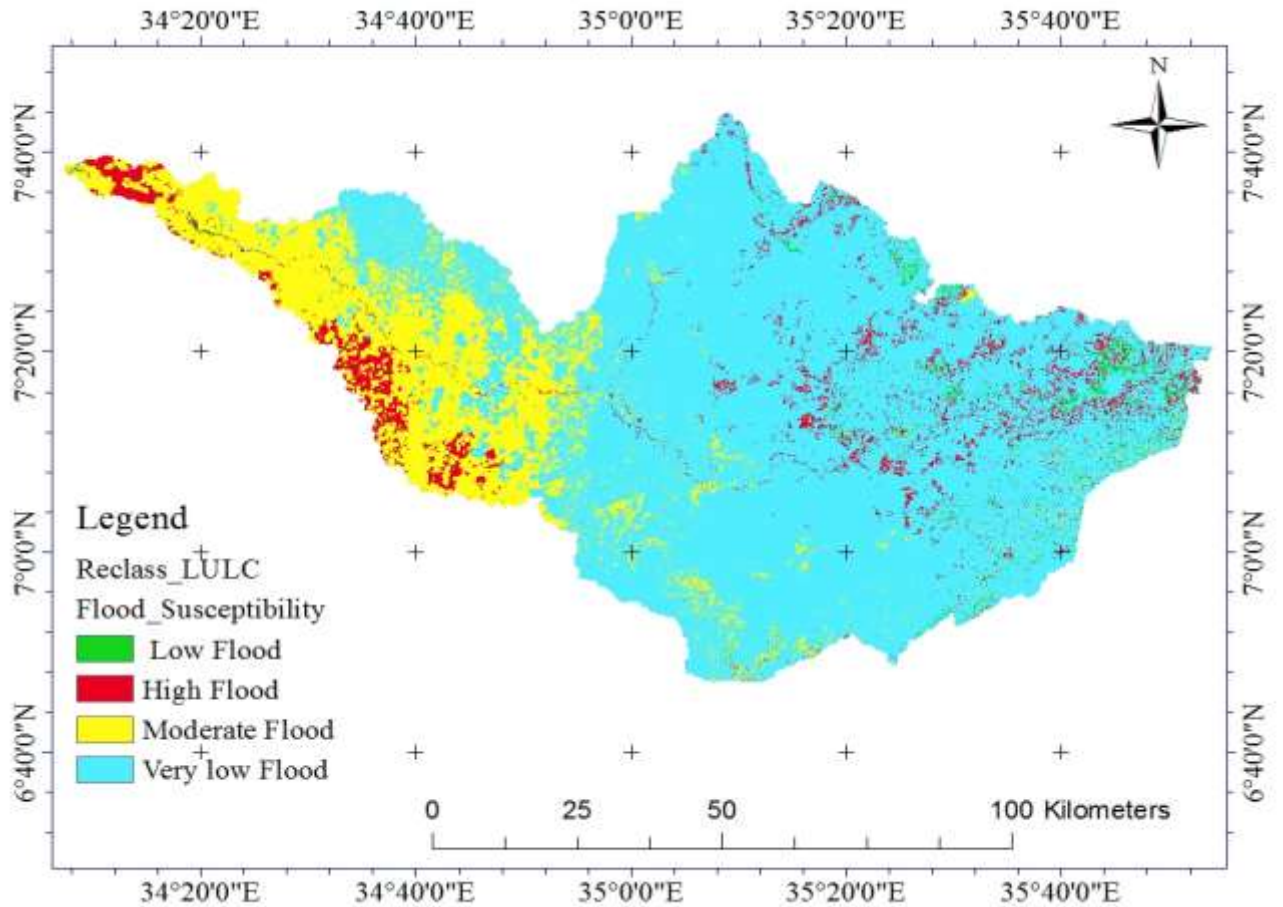 34°20'0"E 34°40'0"E 35°0'0"E 35°20'0"E 35°40'0"E
N
7°40'0"N 7°40'0"N
7°20'0"N 7°20'0"N
7°0'0"N 7°0'0"N
6°40'0"N 6°40'0"N
Legend
Reclass_LULC
Flood_Susceptibility
Low Flood
High Flood
Moderate Flood
Very low Flood
0 25 50 100 Kilometers
34°20'0"E 34°40'0"E 35°0'0"E 35°20'0"E 35°40'0"E